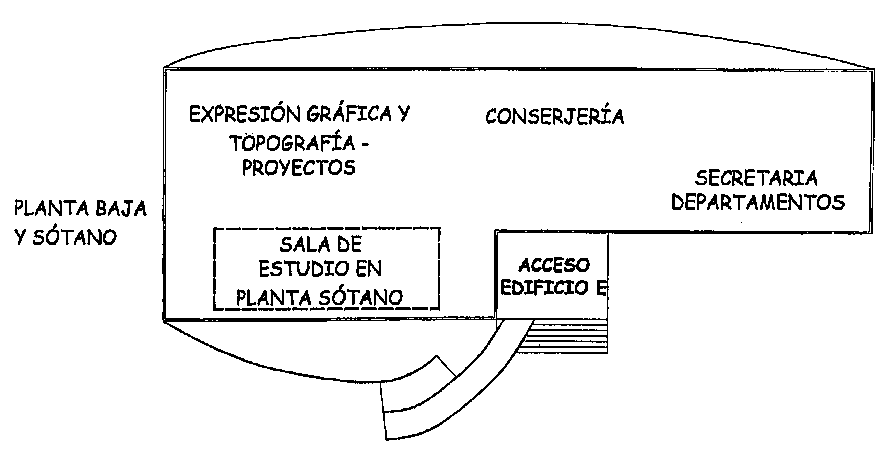 EXPRESIÓN GRÁFICA Y
TOPOGRAFÍA -
PROYECTOS
CONSERJERÍA
SECRETARIA
DEPARTAMENTOS
PLANTA BAJA
Y SÓTANO
SALA DE
ESTUDIO EN
PLANTA SÓTANO
ACCESO
EDIFICIO E